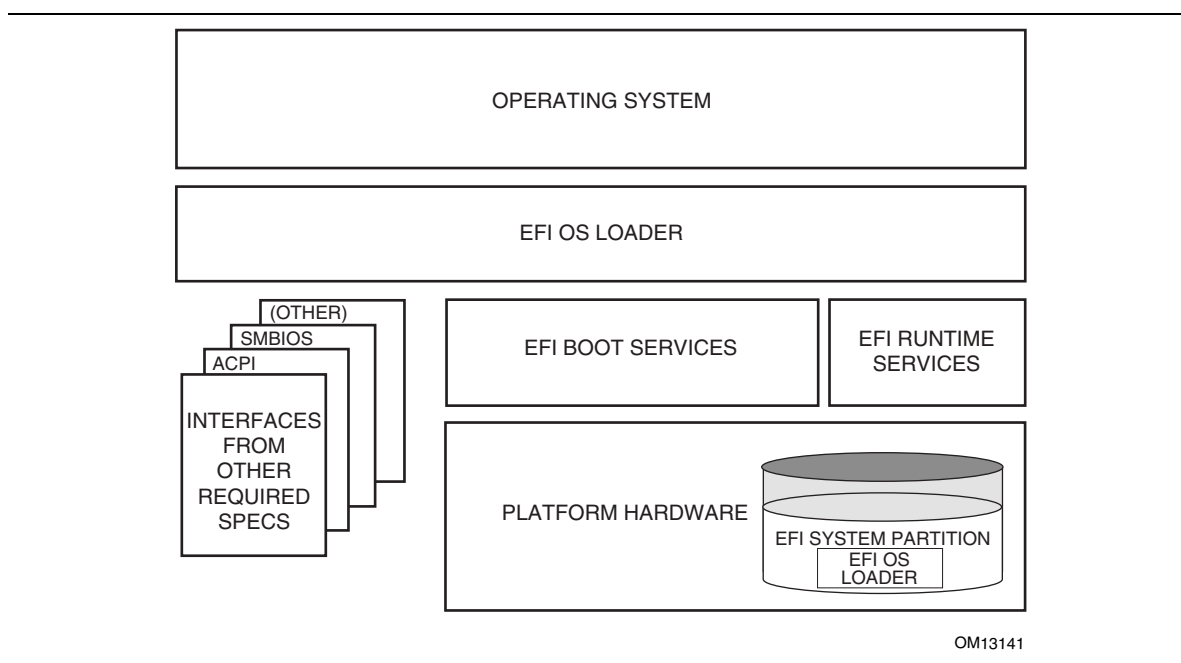 OPERATING SYSTEM
EFI OS LOADER
(OTHER)
SMBIOS
ACPI
INTERFACES
FROM
OTHER
REQUIRED
SPECS
EFI BOOT SERVICES
EFI RUNTIME
SERVICES
PLATFORM HARDWARE
EFI SYSTEM PARTITION
EFI OS
LOADER
OM13141